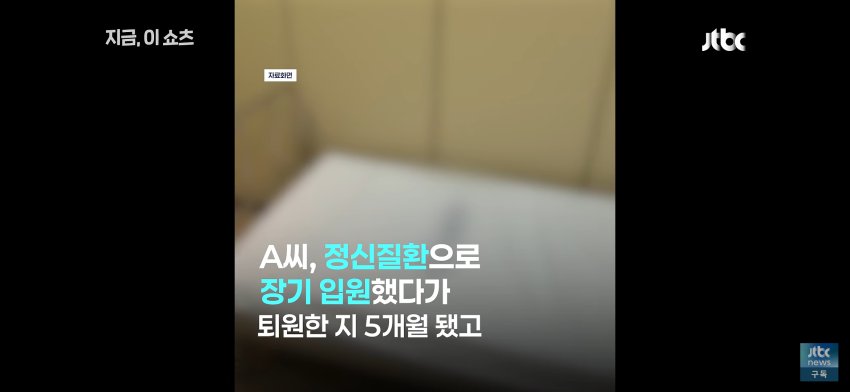 지금, 이 쇼츠
jtbc
자료화면
A씨, 정신질환으로
장기 입원했다가
퇴원한 지 5개월 됐고
jtbc
news
구독